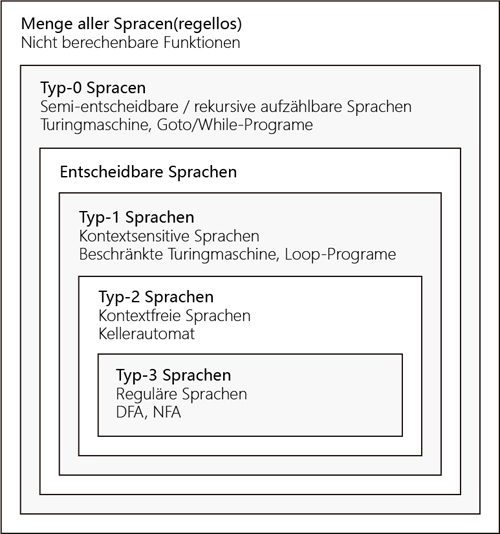 Menge aller Spracen(regellos)
Nicht berechenbare Funktionen
Typ-0 Spracen
Semi-entscheidbare / rekursive aufzählbare Sprachen
Turingmaschine, Goto/While-Programe
Entscheidbare Sprachen
Typ-1 Sprachen
Kontextsensitive Sprachen
Beschränkte Turingmaschine, Loop-Programe
Typ-2 Sprachen
Kontextfreie Sprachen
Kellerautomat
Typ-3 Sprachen
Reguläre Sprachen
DFA, NFA